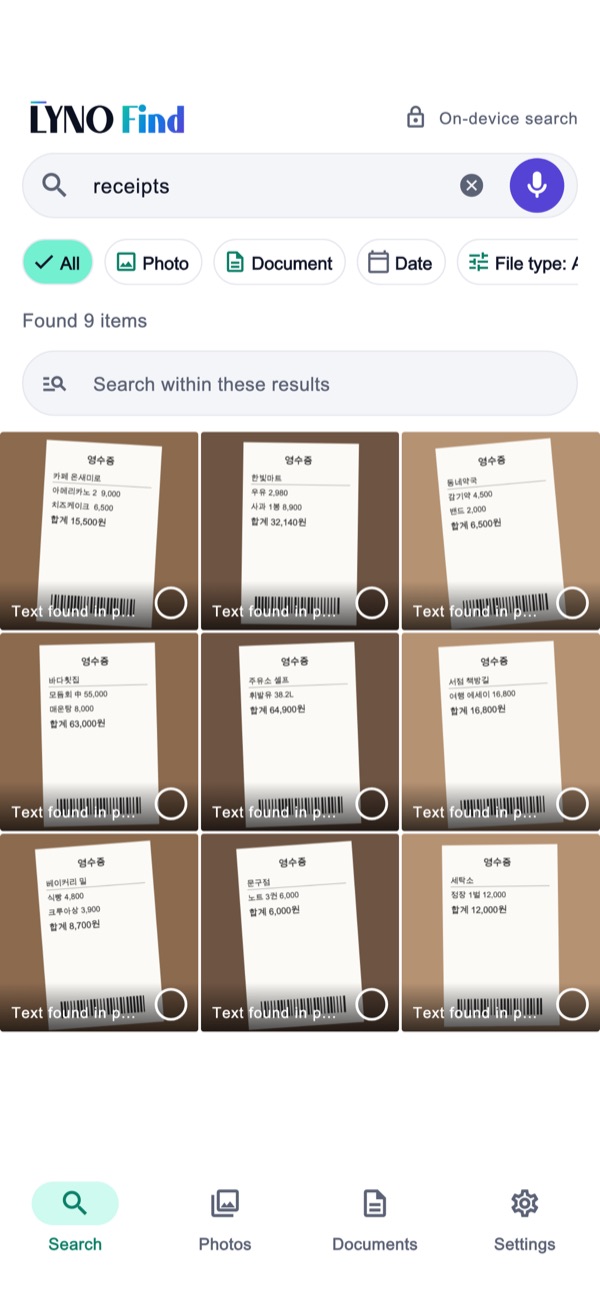 LYNO Find
On-device search
receipts
All
Photo
Document
Date
File type: A
Found 9 items
Search within these results
영수증
카페 온새미로
아메리카노 2 9,000
치즈케이크 6,500
합계 15,500원
Text found in p…
영수증
한빛마트
우유 2,980
사과 1봉 8,900
합계 32,140원
Text found in p…
영수증
동네약국
감기약 4,500
밴드 2,000
합계 6,500원
Text found in p…
영수증
바다횟집
모둠회 中 55,000
매운탕 8,000
합계 63,000원
Text found in p…
영수증
주유소 셀프
휘발유 38.2L
합계 64,900원
Text found in p…
영수증
서점 책방길
여행 에세이 16,800
합계 16,800원
Text found in p…
영수증
베이커리 밀
식빵 4,800
크루아상 3,900
합계 8,700원
Text found in p…
영수증
문구점
노트 3권 6,000
합계 6,000원
Text found in p…
영수증
세탁소
정장 1벌 12,000
합계 12,000원
Text found in p…
Search
Photos
Documents
Settings